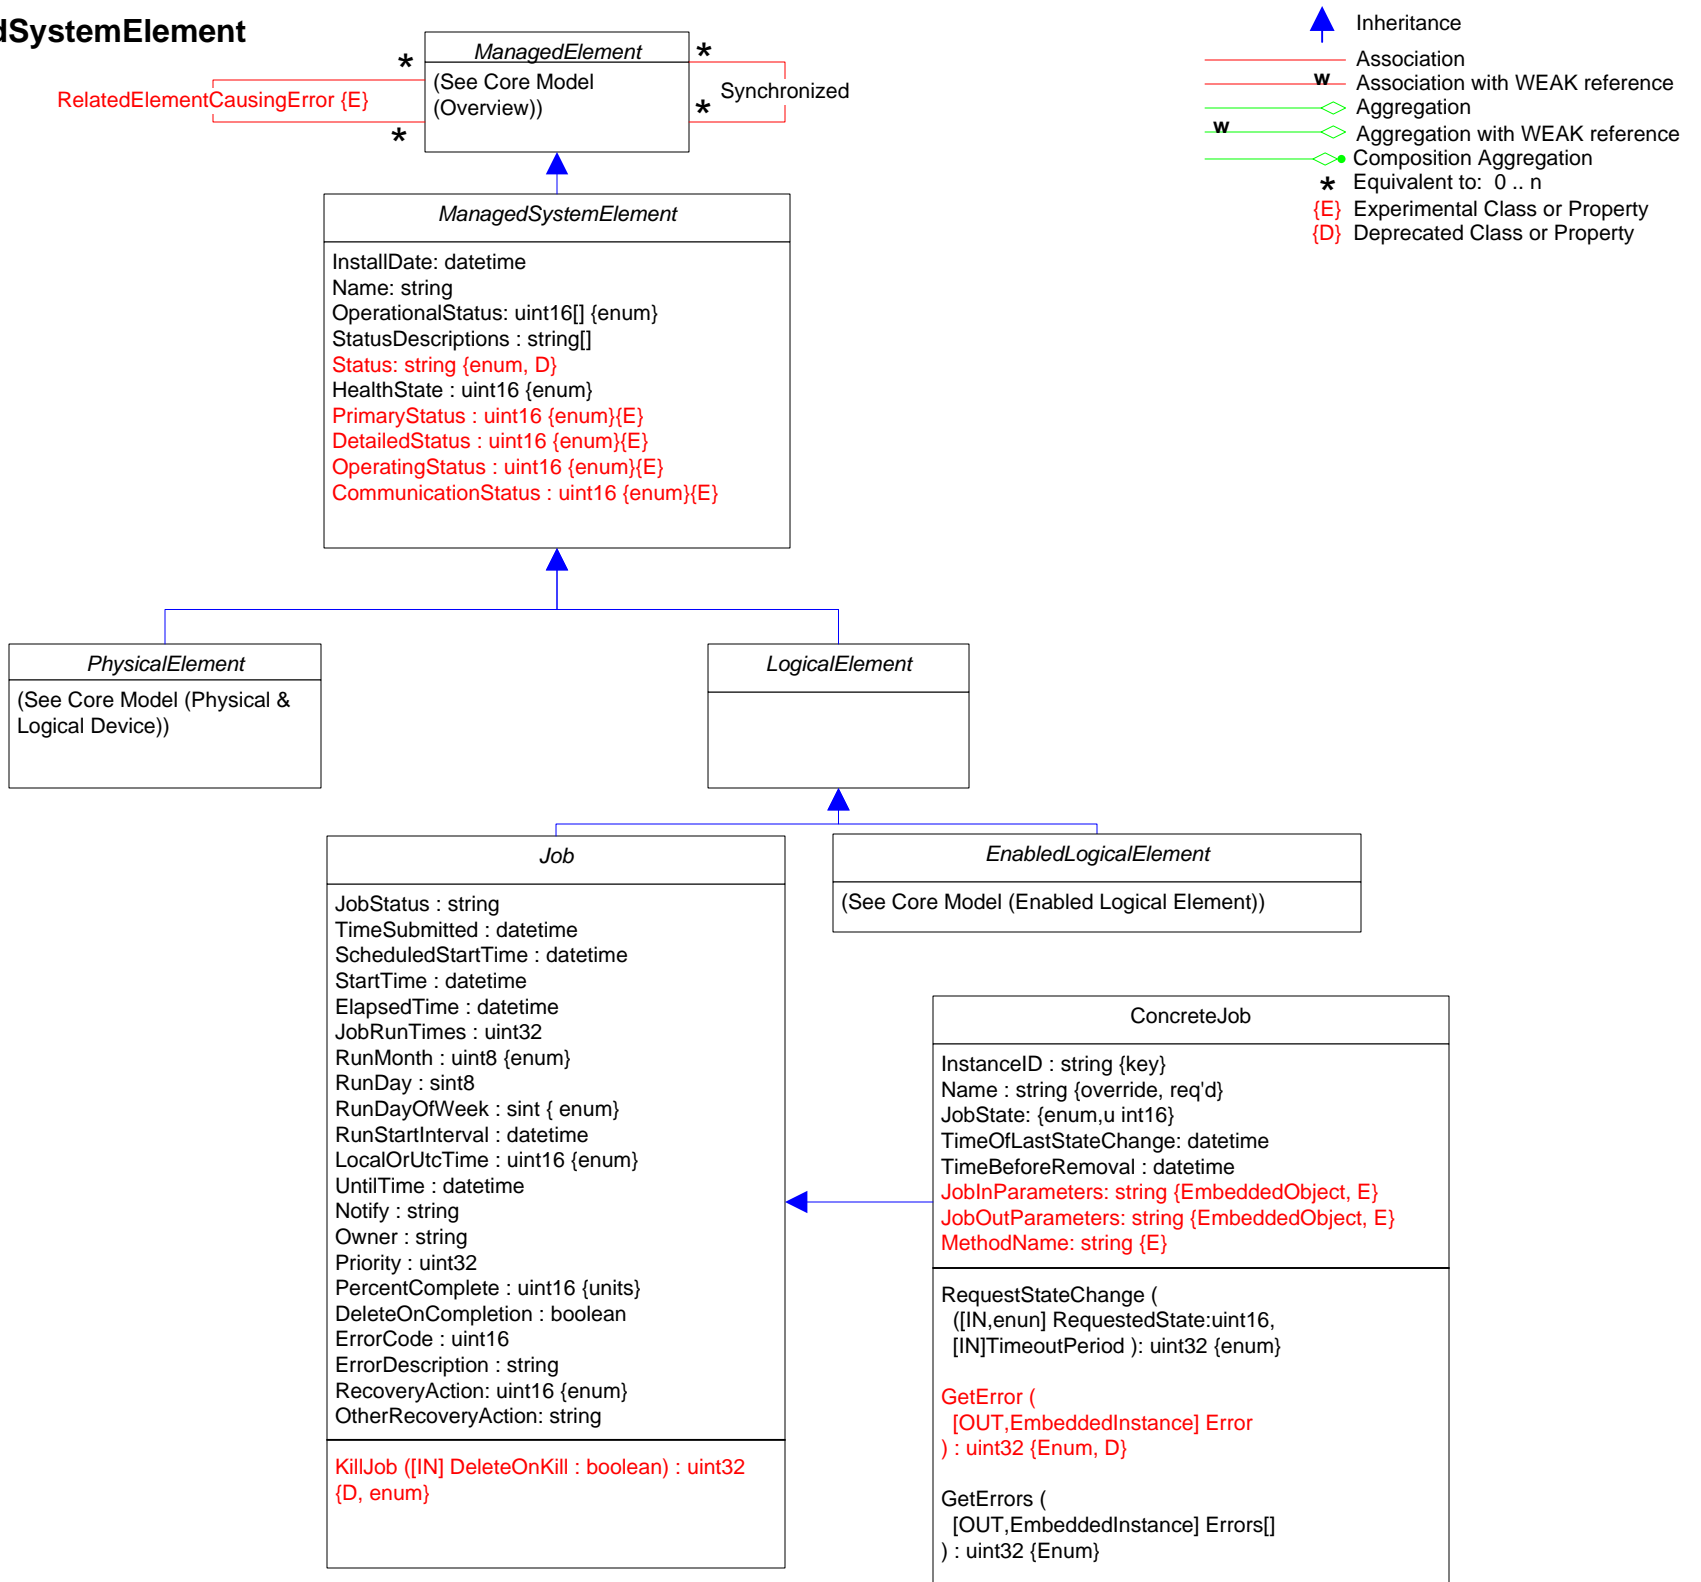 dSystemElement
ManagedElement
(See Core Model
(Overview))
*
*
*
*
RelatedElementCausingError {E}
Synchronized
Inheritance
Association
w Association with WEAK reference
Aggregation
w Aggregation with WEAK reference
Composition Aggregation
* Equivalent to: 0 .. n
{E} Experimental Class or Property
{D} Deprecated Class or Property
ManagedSystemElement
InstallDate: datetime
Name: string
OperationalStatus: uint16[] {enum}
StatusDescriptions : string[]
Status: string {enum, D}
HealthState : uint16 {enum}
PrimaryStatus : uint16 {enum}{E}
DetailedStatus : uint16 {enum}{E}
OperatingStatus : uint16 {enum}{E}
CommunicationStatus : uint16 {enum}{E}
PhysicalElement
(See Core Model (Physical &
Logical Device))
LogicalElement
Job
JobStatus : string
TimeSubmitted : datetime
ScheduledStartTime : datetime
StartTime : datetime
ElapsedTime : datetime
JobRunTimes : uint32
RunMonth : uint8 {enum}
RunDay : sint8
RunDayOfWeek : sint { enum}
RunStartInterval : datetime
LocalOrUtcTime : uint16 {enum}
UntilTime : datetime
Notify : string
Owner : string
Priority : uint32
PercentComplete : uint16 {units}
DeleteOnCompletion : boolean
ErrorCode : uint16
ErrorDescription : string
RecoveryAction: uint16 {enum}
OtherRecoveryAction: string
KillJob ([IN] DeleteOnKill : boolean) : uint32
{D, enum}
EnabledLogicalElement
(See Core Model (Enabled Logical Element))
ConcreteJob
InstanceID : string {key}
Name : string {override, req'd}
JobState: {enum,u int16}
TimeOfLastStateChange: datetime
TimeBeforeRemoval : datetime
JobInParameters: string {EmbeddedObject, E}
JobOutParameters: string {EmbeddedObject, E}
MethodName: string {E}
RequestStateChange (
([IN,enun] RequestedState:uint16,
[IN]TimeoutPeriod ): uint32 {enum}
GetError (
[OUT,EmbeddedInstance] Error
) : uint32 {Enum, D}
GetErrors (
[OUT,EmbeddedInstance] Errors[]
) : uint32 {Enum}